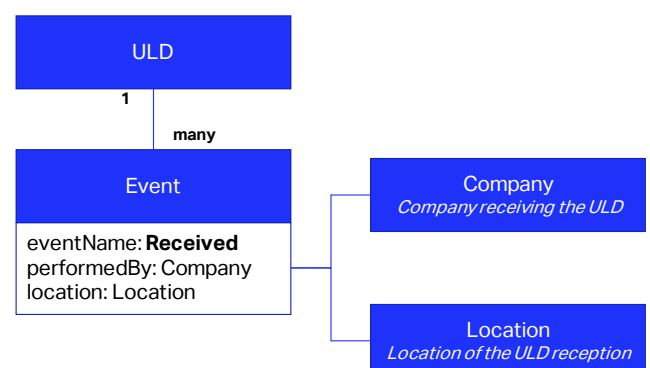 ULD
1
many
Event
eventName: Received
performedBy: Company
location: Location
Company
Company receiving the ULD
Location
Location of the ULD reception